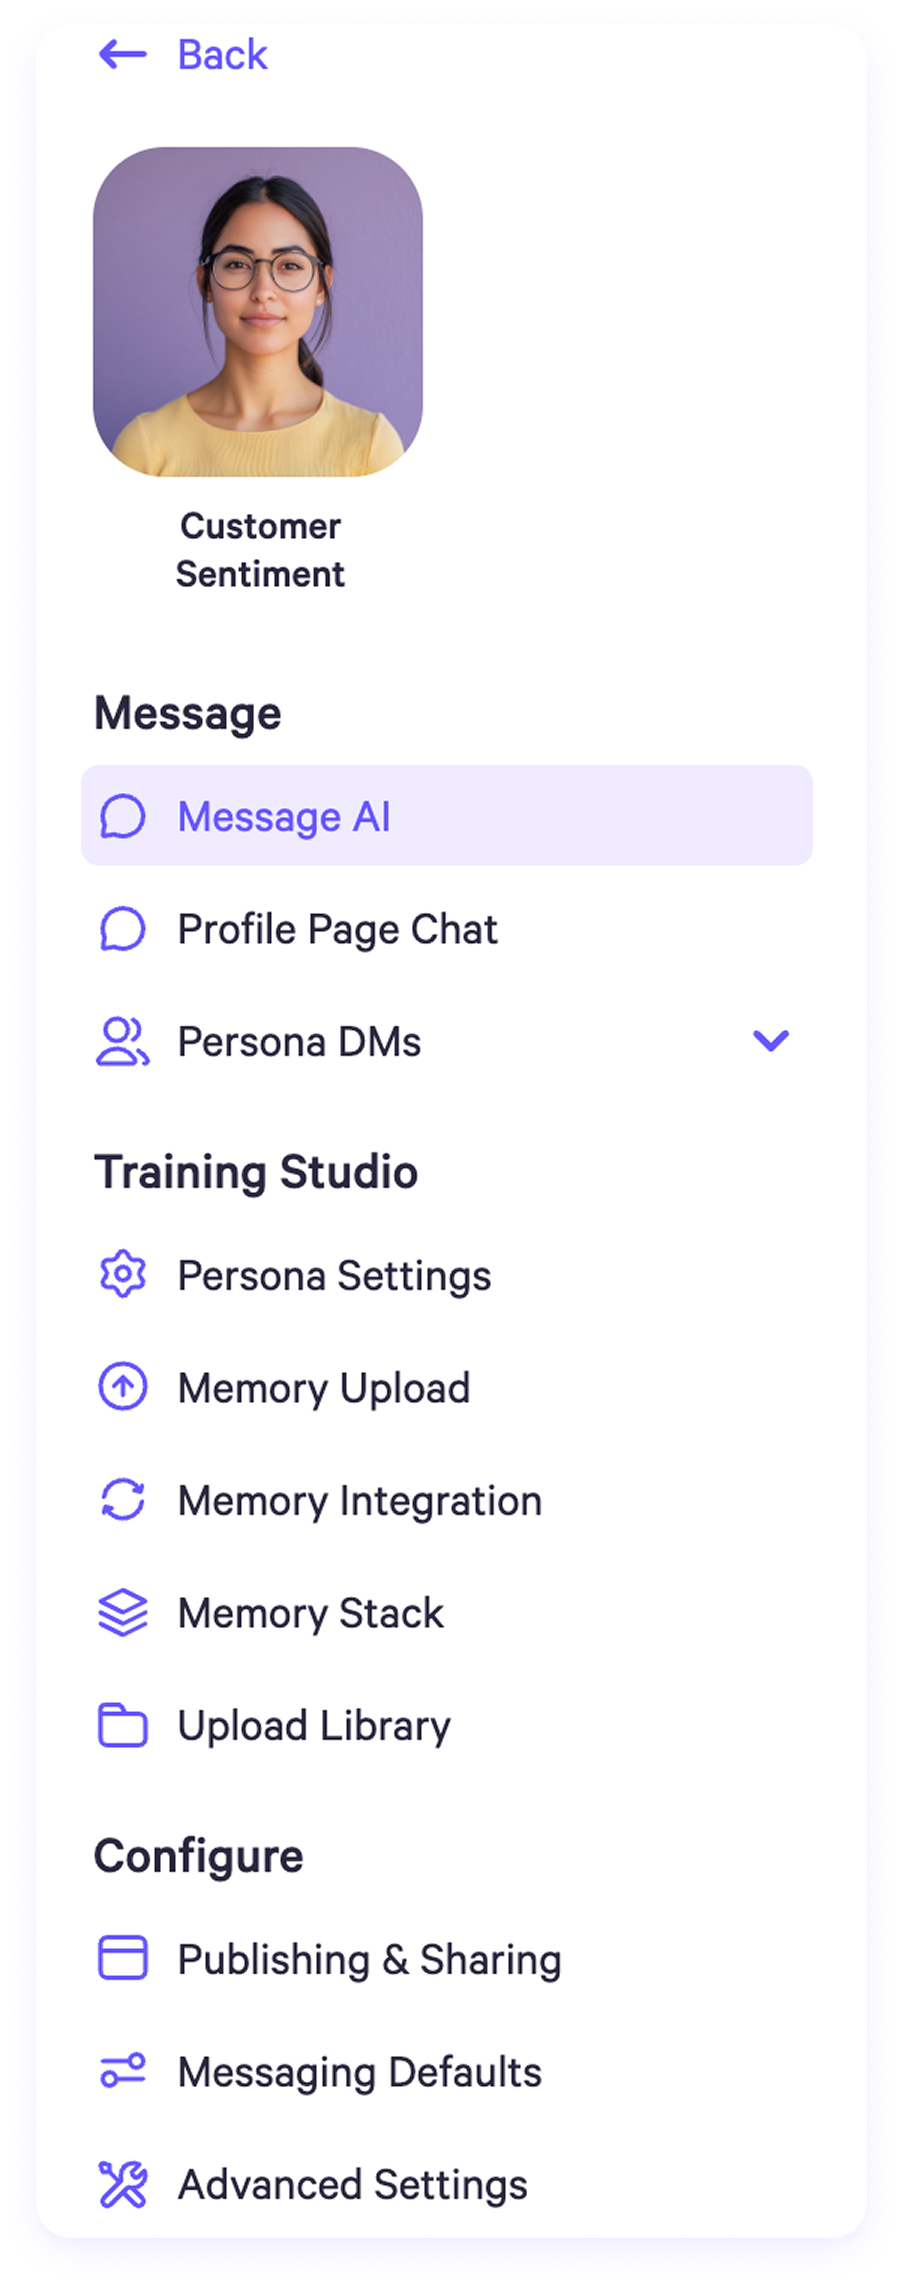 Back
Customer
Sentiment
Message
Message AI
Profile Page Chat
Persona DMs
Training Studio
Persona Settings
Memory Upload
Memory Integration
Memory Stack
Upload Library
Configure
Publishing & Sharing
Messaging Defaults
Advanced Settings